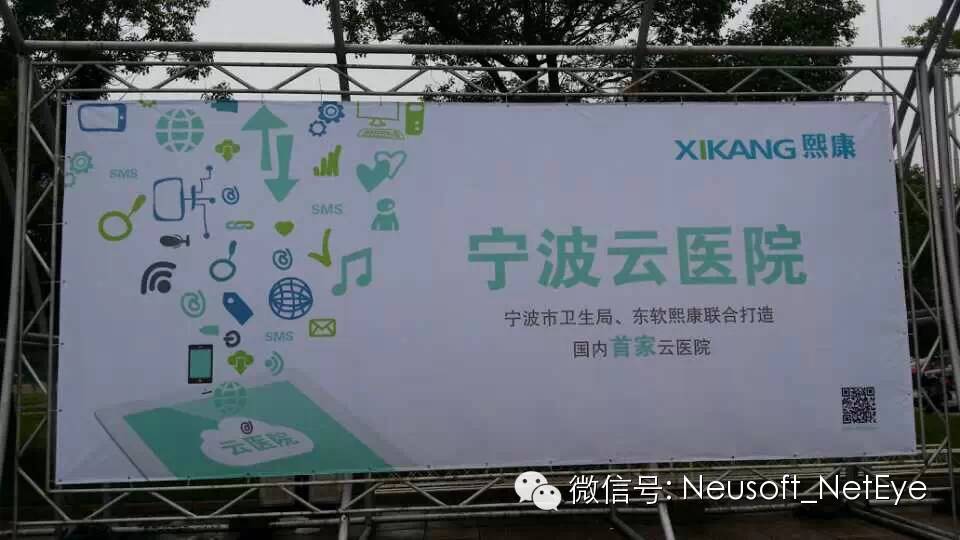 XIKANG 熙康
SMS
SMS
SMS
宁波云医院
宁波市卫生局、东软熙康联合打造
国内首家云医院
云医院
微信号: Neusoft_NetEye